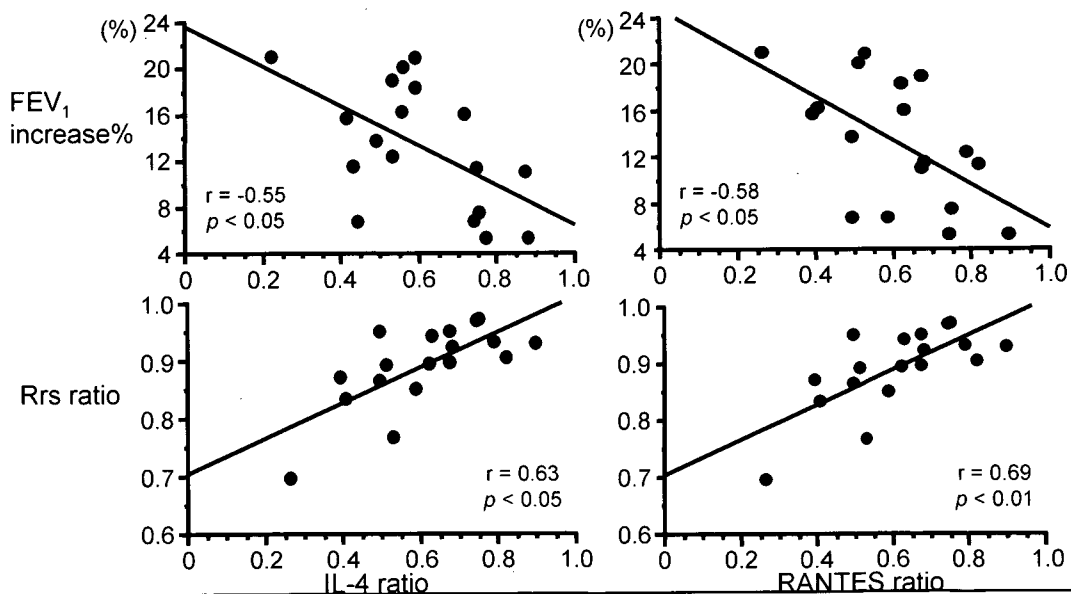 (%)
24
20
16
12
8
4
FEV1
increase%
r = -0.55
p < 0.05
0 0.2 0.4 0.6 0.8 1.0
(%)
24
20
16
12
8
4
r = -0.58
p < 0.05
0 0.2 0.4 0.6 0.8 1.0
1.0
0.9
0.8
0.7
0.6
Rrs ratio
r = 0.63
p < 0.05
0 0.2 0.4 0.6 0.8 1.0
IL-4 ratio
1.0
0.9
0.8
0.7
0.6
r = 0.69
p < 0.01
0 0.2 0.4 0.6 0.8 1.0
RANTES ratio